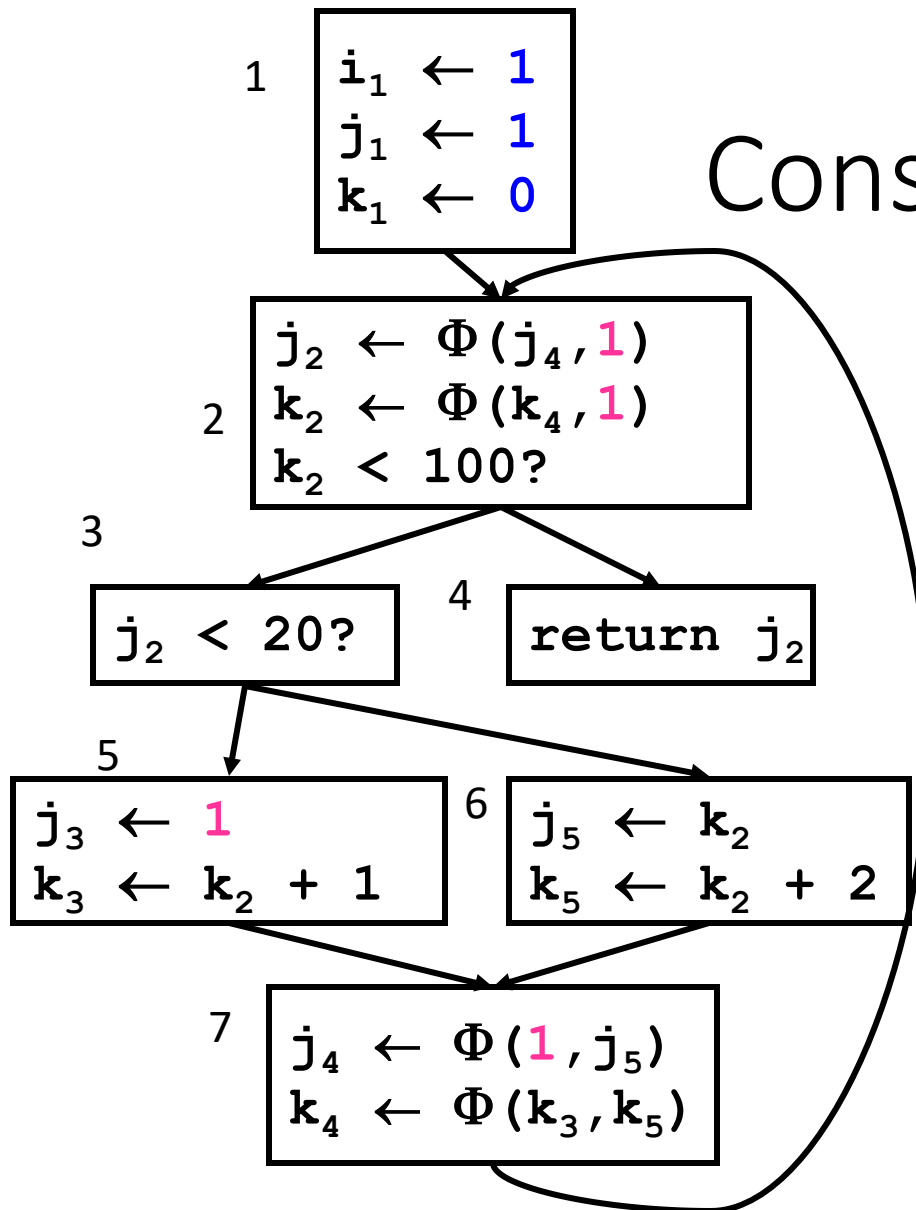 1
i₁ ← 1
j₁ ← 1
k₁ ← 0
Cons
2
j₂ ← Φ(j₄,1)
k₂ ← Φ(k₄,1)
k₂ < 100?
3
j₂ < 20?
4
return j₂
5
j₃ ← 1
k₃ ← k₂ + 1
6
j₅ ← k₂
k₅ ← k₂ + 2
7
j₄ ← Φ(1,j₅)
k₄ ← Φ(k₃,k₅)